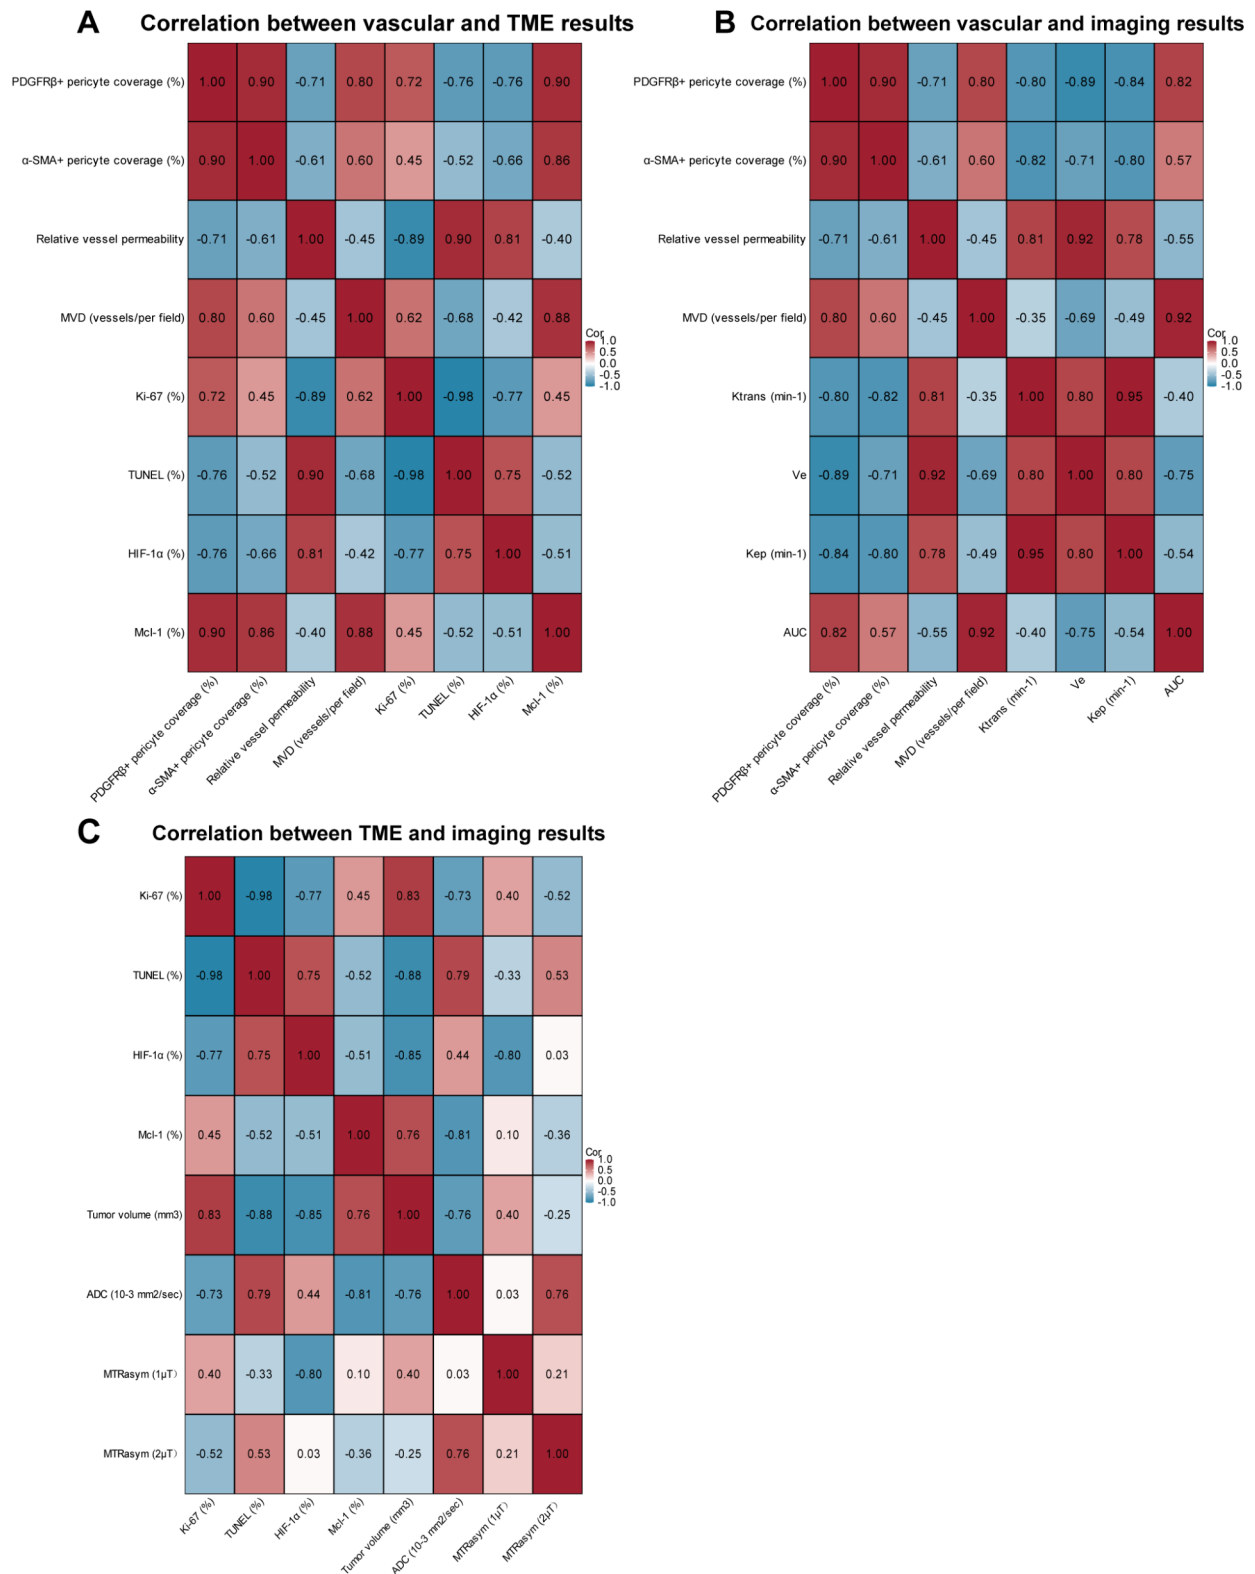 A Correlation between vascular and TME results
PDGFRβ+ pericyte coverage (%) 1.00 0.90 -0.71 0.80 0.72 -0.76 -0.76 0.90
α-SMA+ pericyte coverage (%) 0.90 1.00 -0.61 0.60 0.45 -0.52 -0.66 0.86
Relative vessel permeability -0.71 -0.61 1.00 -0.45 -0.89 0.90 0.81 -0.40
MVD (vessels/per field) 0.80 0.60 -0.45 1.00 0.62 -0.68 -0.42 0.88
Ki-67 (%) 0.72 0.45 -0.89 0.62 1.00 -0.98 -0.77 0.45
TUNEL (%) -0.76 -0.52 0.90 -0.68 -0.98 1.00 0.75 -0.52
HIF-1α (%) -0.76 -0.66 0.81 -0.42 -0.77 0.75 1.00 -0.51
Mcl-1 (%) 0.90 0.86 -0.40 0.88 0.45 -0.52 -0.51 1.00
PDGFRβ+ pericyte coverage (%)
α-SMA+ pericyte coverage (%)
Relative vessel permeability
MVD (vessels/per field)
Ki-67 (%)
TUNEL (%)
HIF-1α (%)
Mcl-1 (%)
Cor
1.0
0.5
0.0
-0.5
-1.0
B Correlation between vascular and imaging results
PDGFRβ+ pericyte coverage (%) 1.00 0.90 -0.71 0.80 -0.80 -0.89 -0.84 0.82
α-SMA+ pericyte coverage (%) 0.90 1.00 -0.61 0.60 -0.82 -0.71 -0.80 0.57
Relative vessel permeability -0.71 -0.61 1.00 -0.45 0.81 0.92 0.78 -0.55
MVD (vessels/per field) 0.80 0.60 -0.45 1.00 -0.35 -0.69 -0.49 0.92
Ktrans (min-1) -0.80 -0.82 0.81 -0.35 1.00 0.80 0.95 -0.40
Ve -0.89 -0.71 0.92 -0.69 0.80 1.00 0.80 -0.75
Kep (min-1) -0.84 -0.80 0.78 -0.49 0.95 0.80 1.00 -0.54
AUC 0.82 0.57 -0.55 0.92 -0.40 -0.75 -0.54 1.00
PDGFRβ+ pericyte coverage (%)
α-SMA+ pericyte coverage (%)
Relative vessel permeability
MVD (vessels/per field)
Ktrans (min-1)
Ve
Kep (min-1)
AUC
Cor
1.0
0.5
0.0
-0.5
-1.0
C Correlation between TME and imaging results
Ki-67 (%) 1.00 -0.98 -0.77 0.45 0.83 -0.73 0.40 -0.52
TUNEL (%) -0.98 1.00 0.75 -0.52 -0.88 0.79 -0.33 0.53
HIF-1α (%) -0.77 0.75 1.00 -0.51 -0.85 0.44 -0.80 0.03
Mcl-1 (%) 0.45 -0.52 -0.51 1.00 0.76 -0.81 0.10 -0.36
Tumor volume (mm3) 0.83 -0.88 -0.85 0.76 1.00 -0.76 0.40 -0.25
ADC (10-3 mm2/sec) -0.73 0.79 0.44 -0.81 -0.76 1.00 0.03 0.76
MTRasym (1μT） 0.40 -0.33 -0.80 0.10 0.40 0.03 1.00 0.21
MTRasym (2μT） -0.52 0.53 0.03 -0.36 -0.25 0.76 0.21 1.00
Ki-67 (%)
TUNEL (%)
HIF-1α (%)
Mcl-1 (%)
Tumor volume (mm3)
ADC (10-3 mm2/sec)
MTRasym (1μT）
MTRasym (2μT）
Cor
1.0
0.5
0.0
-0.5
-1.0